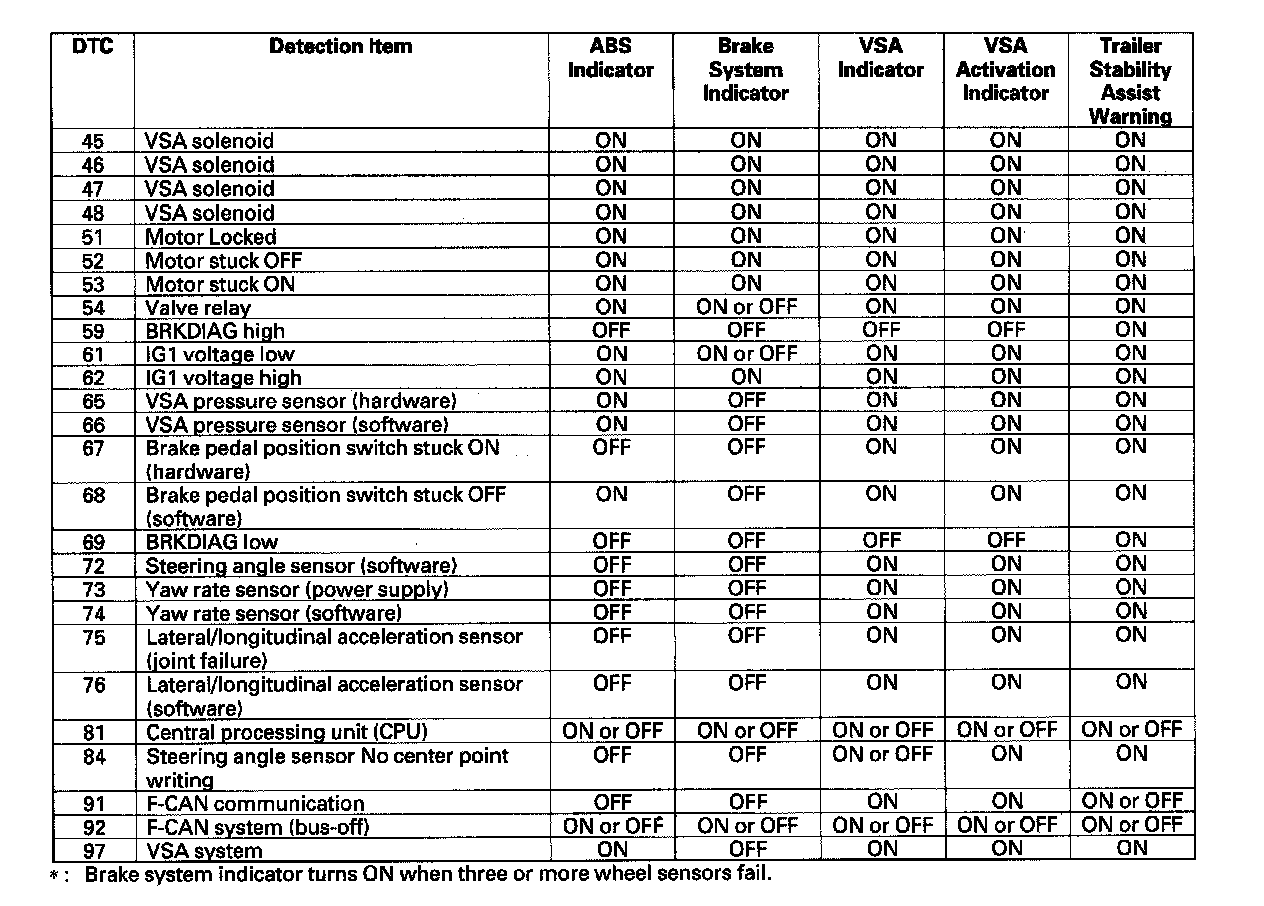 DTC Detection Item ABS Indicator Brake System Indicator VSA Indicator VSA Activation Indicator Trailer Stability Assist Warning
45 VSA solenoid ON ON ON ON ON
46 VSA solenoid ON ON ON ON ON
47 VSA solenoid ON ON ON ON ON
48 VSA solenoid ON ON ON ON ON
51 Motor Locked ON ON ON ON ON
52 Motor stuck OFF ON ON ON ON ON
53 Motor stuck ON ON ON ON ON ON
54 Valve relay ON ON or OFF ON ON ON
59 BRKDIAG high OFF OFF OFF OFF ON
61 IG1 voltage low ON ON or OFF ON ON ON
62 IG1 voltage high ON ON ON ON ON
65 VSA pressure sensor (hardware) ON OFF ON ON ON
66 VSA pressure sensor (software) ON OFF ON ON ON
67 Brake pedal position switch stuck ON OFF OFF ON ON ON
(hardware)
68 Brake pedal position switch stuck OFF ON OFF ON ON ON
(software)
69 BRKDIAG low OFF OFF OFF OFF ON
72 Steering angle sensor (software) OFF OFF ON ON ON
73 Yaw rate sensor (power supply) OFF OFF ON ON ON
74 Yaw rate sensor (software) OFF OFF ON ON ON
75 Lateral/longitudinal acceleration sensor OFF OFF ON ON ON
(joint failure)
76 Lateral/longitudinal acceleration sensor OFF OFF ON ON ON
(software)
81 Central processing unit (CPU) ON or OFF ON or OFF ON or OFF ON or OFF ON or OFF
84 Steering angle sensor No center point OFF OFF ON or OFF ON ON
writing
91 F-CAN communication OFF OFF ON ON ON or OFF
92 F-CAN system (bus-off) ON or OFF ON or OFF ON or OFF ON or OFF ON or OFF
97 VSA system ON OFF ON ON ON
* : Brake system indicator turns ON when three or more wheel sensors fail.